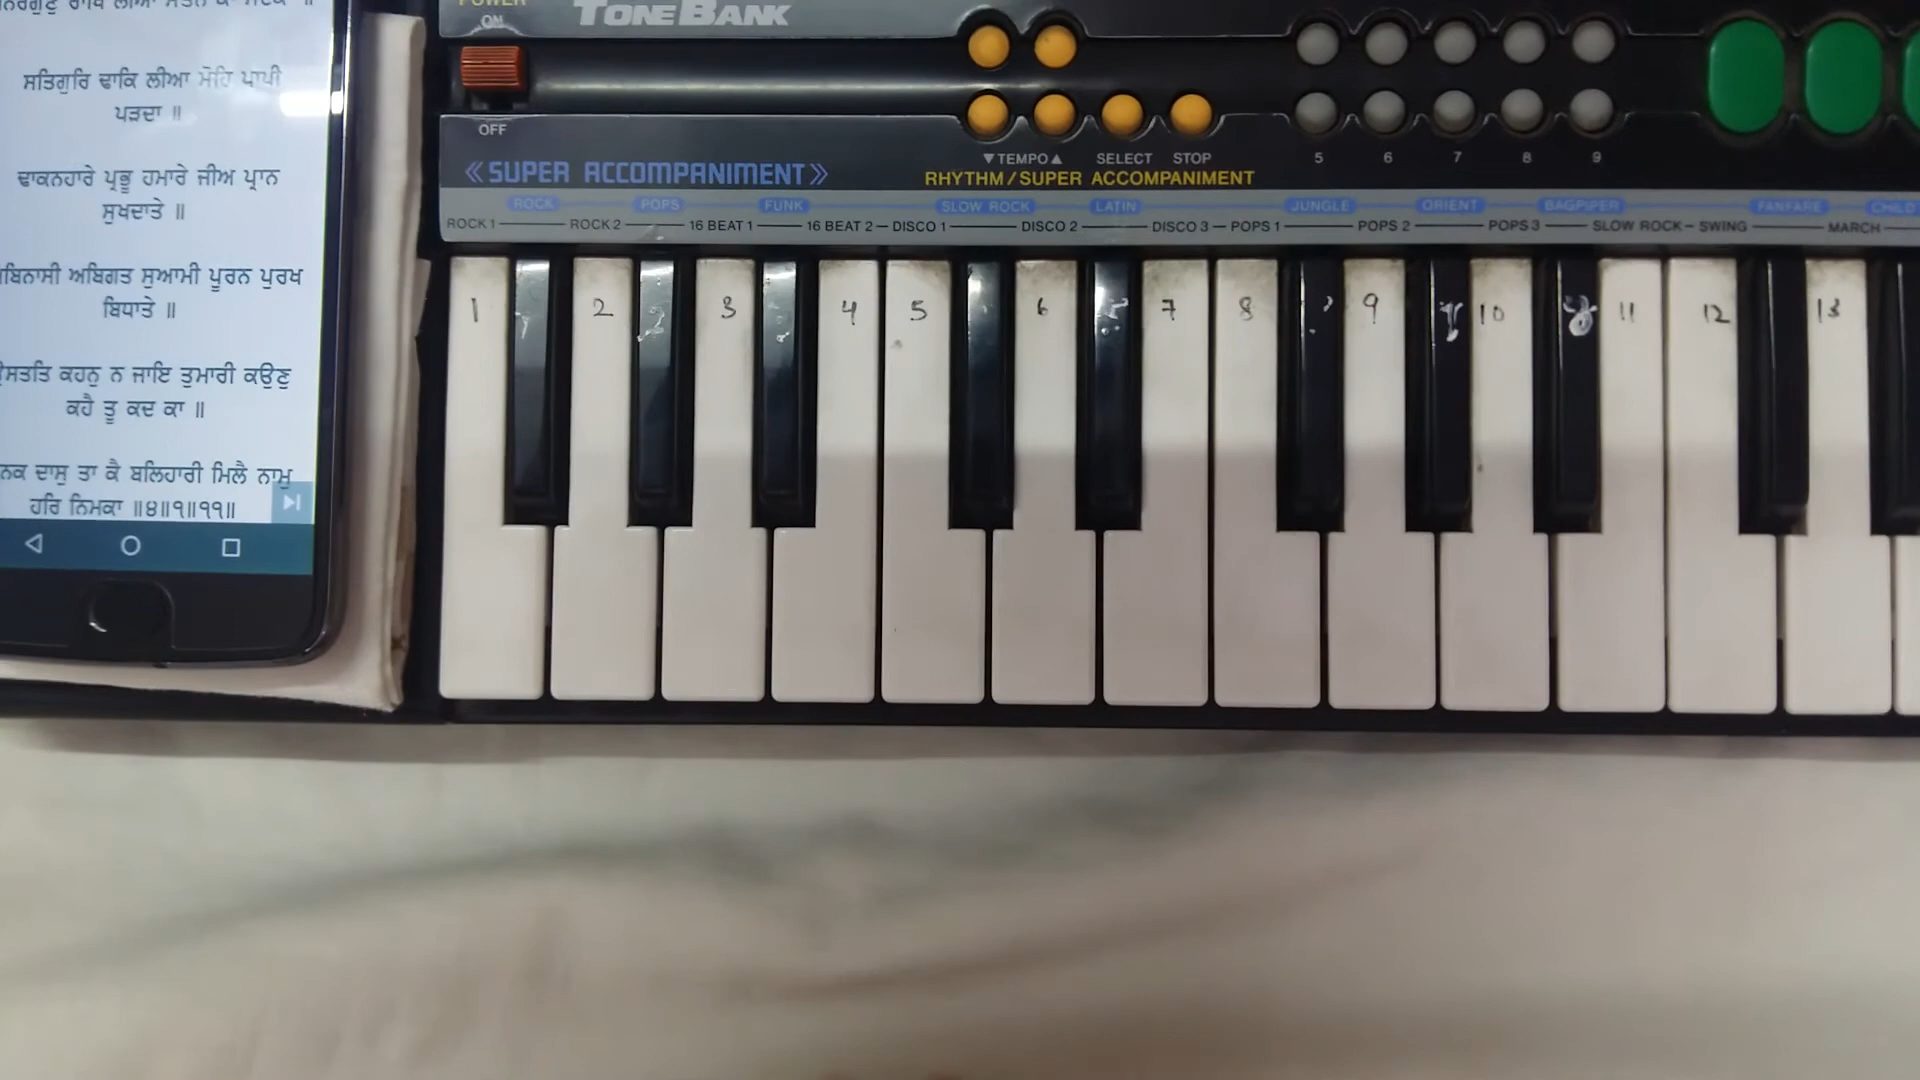 ਸਤਿਗੁਰਿ ਢਾਕਿ ਲੀਆ ਮੋਹਿ ਪਾਪੀ
ਪੜਦਾ ॥
ਢਾਕਨਹਾਰੇ ਪ੍ਰਭੂ ਹਮਾਰੇ ਜੀਅ ਪ੍ਰਾਨ
ਸੁਖਦਾਤੇ ॥
ਅਬਿਗਤ ਸੁਆਮੀ ਪੂਰਨ ਪੁਰਖ
ਬਿਧਾਤੇ ॥
ਕਹਨੁ ਨ ਜਾਇ ਤੁਮਾਰੀ ਕਉਣੁ
ਕਹੈ ਤੂ ਕਦ ਕਾ ॥
ਦਾਸੁ ਤਾ ਕੈ ਬਲਿਹਾਰੀ ਮਿਲੈ ਨਾਮੁ
ਹਰਿ ਨਿਮਕਾ ॥੪॥੧॥੧੧॥
POWER
ON
TONE BANK
OFF
5 6 7 8 9
▼TEMPO▲ SELECT STOP
《SUPER ACCOMPANIMENT》
RHYTHM/SUPER ACCOMPANIMENT
ROCK POPS FUNK SLOW ROCK LATIN JUNGLE ORIENT BAGPIPER FANFARE CHILD
ROCK 1 ROCK 2 16 BEAT 1 16 BEAT 2 DISCO 1 DISCO 2 DISCO 3 POPS 1 POPS 2 POPS 3 SLOW ROCK SWING MARCH
1 2 3 4 5 6 7 8 9 10 11 12 13